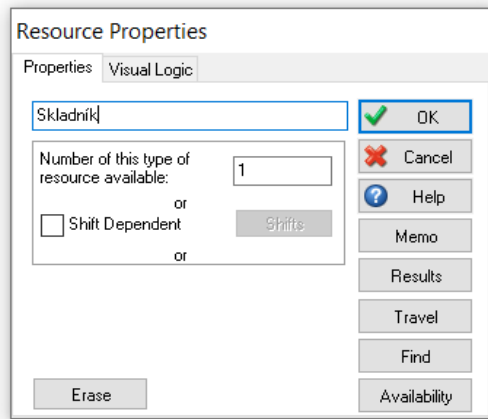 Resource Properties
Properties
Visual Logic
Skladník
OK
Number of this type of
resource available:
1
Cancel
or
Help
Shift Dependent
Shifts
Memo
or
Results
Travel
Find
Erase
Availability